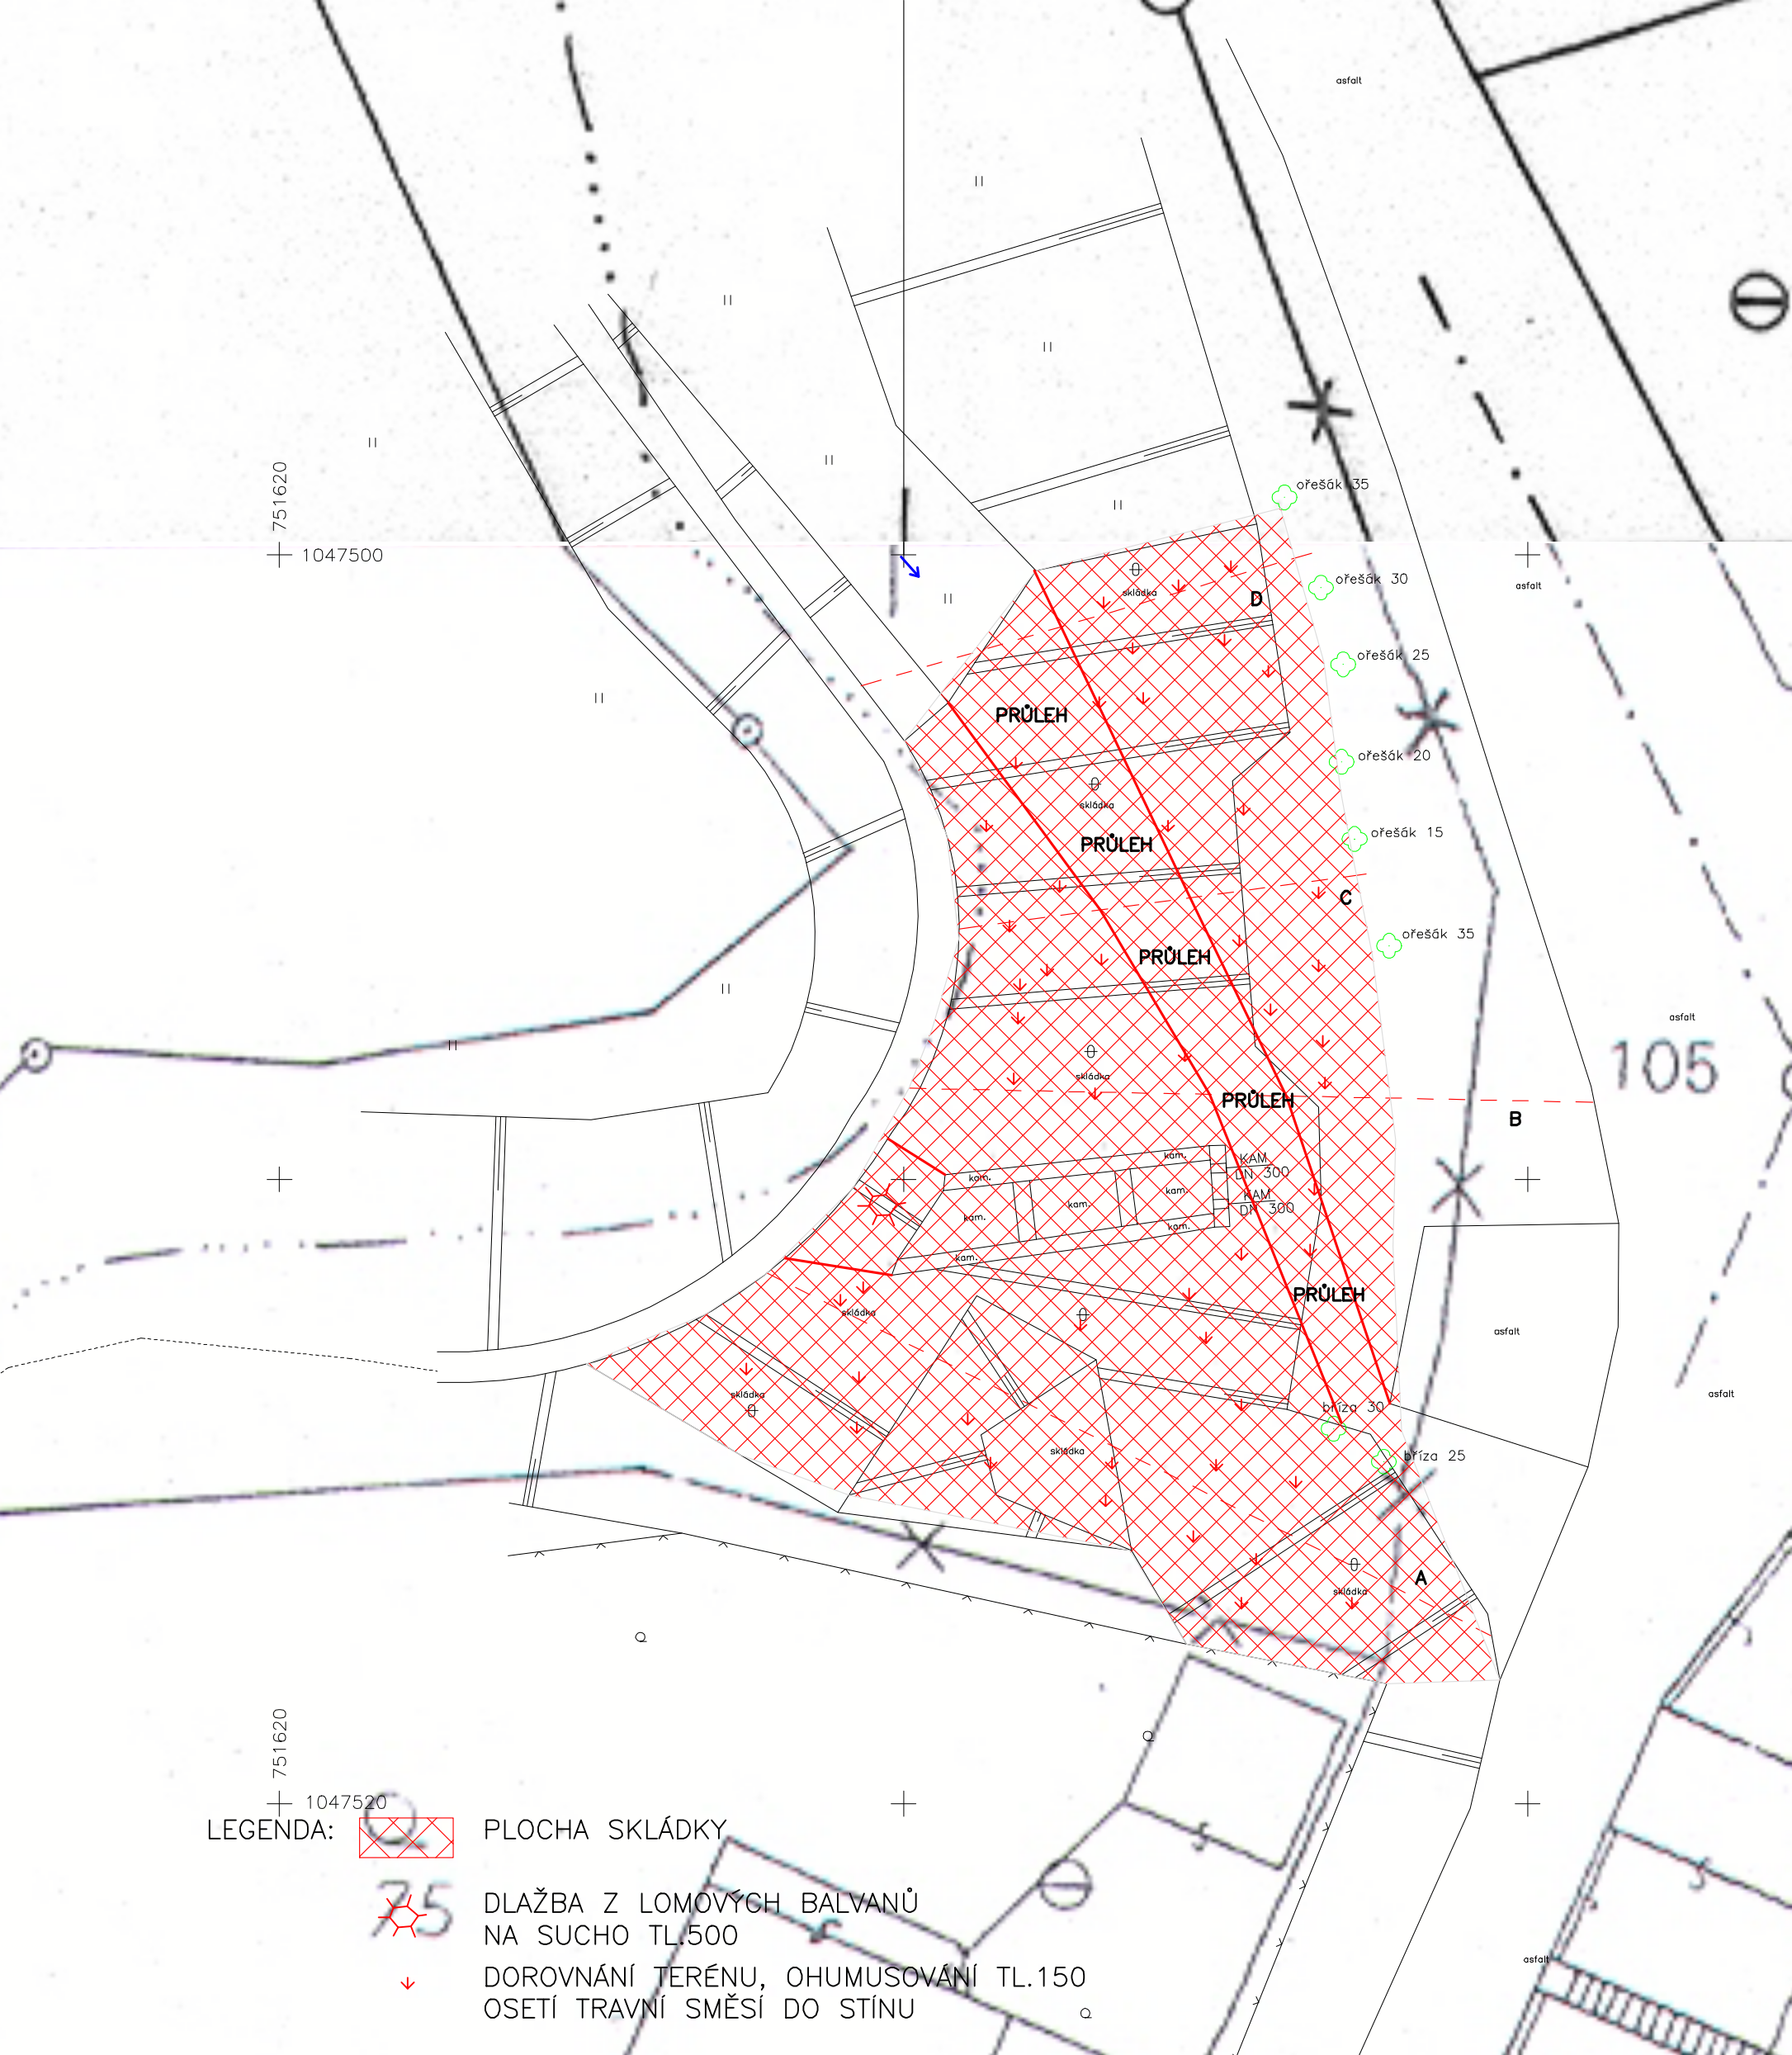 asfalt
ořešák 35
751620
1047500
ořešák 30
asfalt
skládka
D
ořešák 25
PRŮLEH
ořešák 20
skládka
ořešák 15
PRŮLEH
C
ořešák 35
PRŮLEH
asfalt
105
skládka
PRŮLEH
B
kam.
KAM
DN 300
kam.
kam.
kam.
KAM
DN 300
kam.
kam.
kam.
PRŮLEH
skládka
asfalt
skládka
asfalt
bříza 30
skládka
bříza 25
A
skládka
751620
1047520
LEGENDA:
PLOCHA SKLÁDKY
75
DLAŽBA Z LOMOVÝCH BALVANŮ
NA SUCHO TL.500
asfalt
DOROVNÁNÍ TERÉNU, OHUMUSOVÁNÍ TL.150
OSETÍ TRAVNÍ SMĚSÍ DO STÍNU